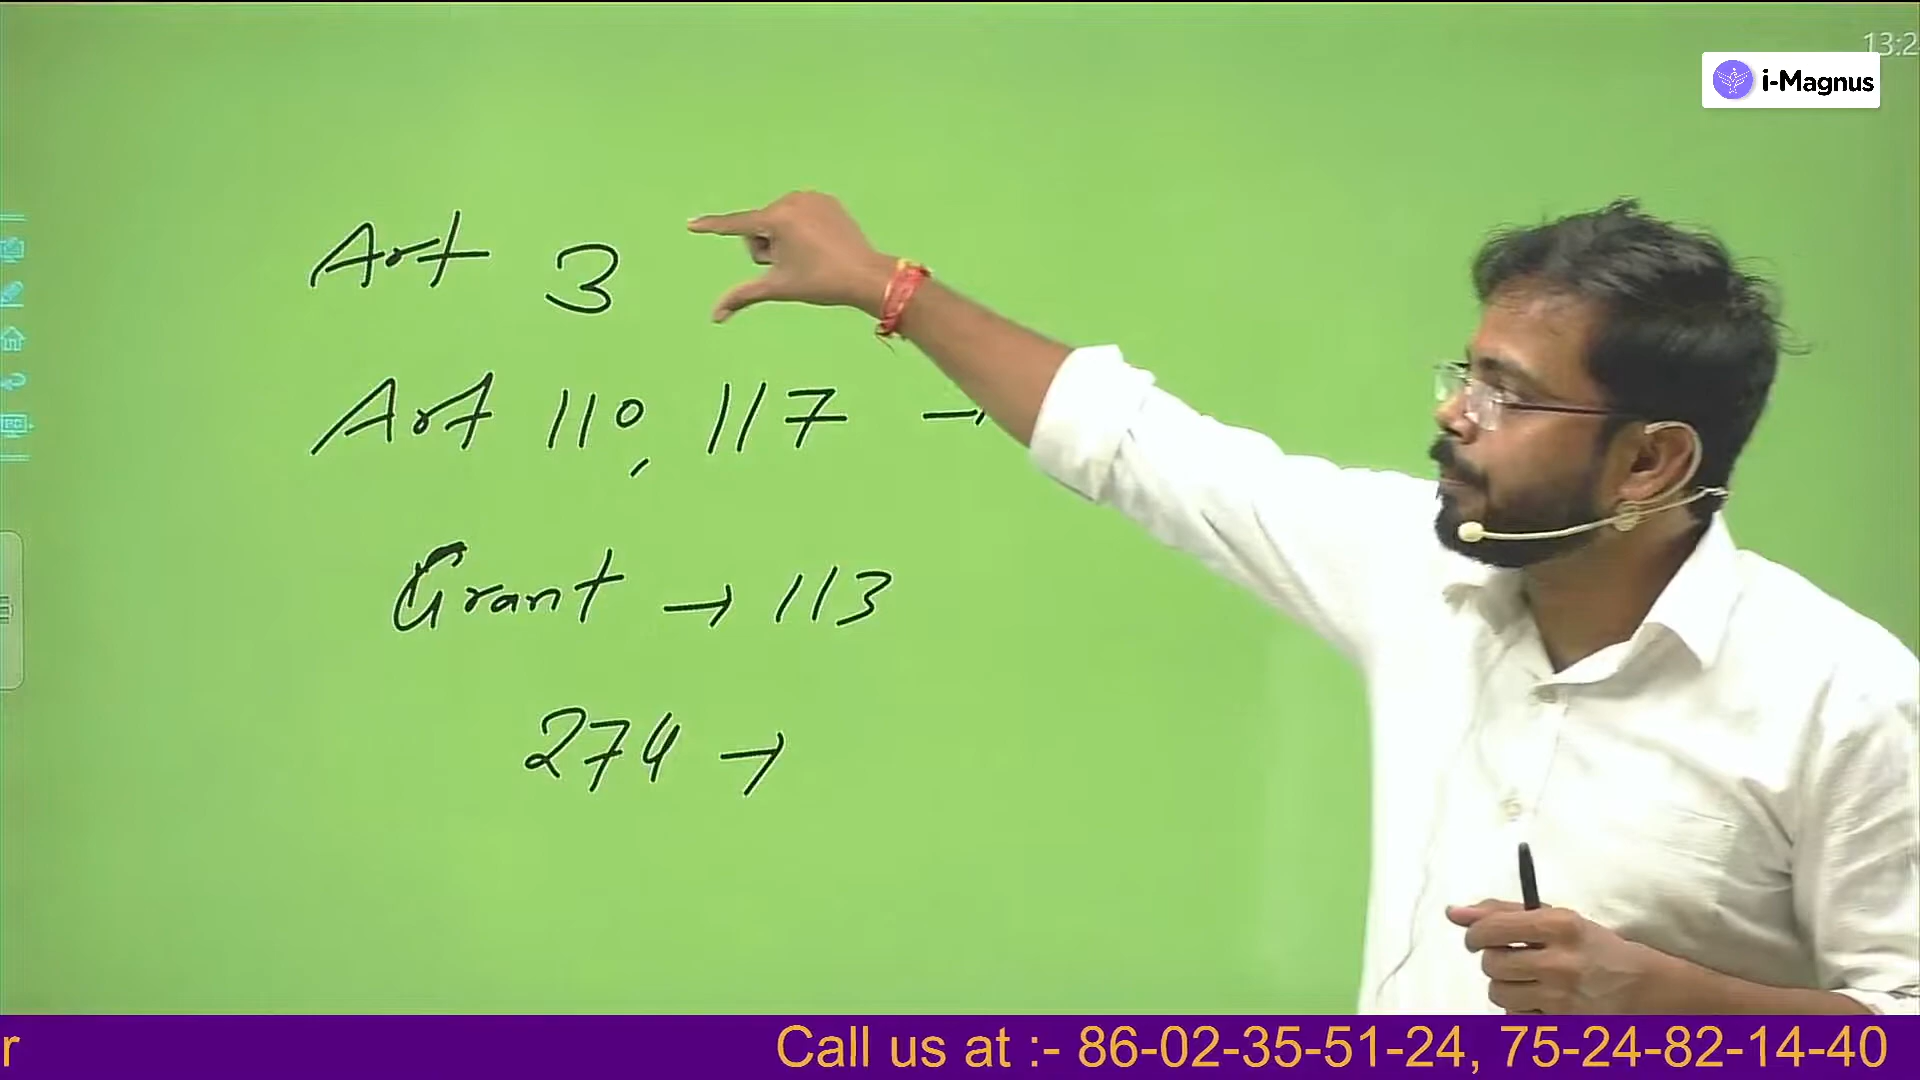 13:2
i-Magnus
Art 3
Art 110, 117 →
Grant → 113
274 →
r
Call us at :- 86-02-35-51-24, 75-24-82-14-40